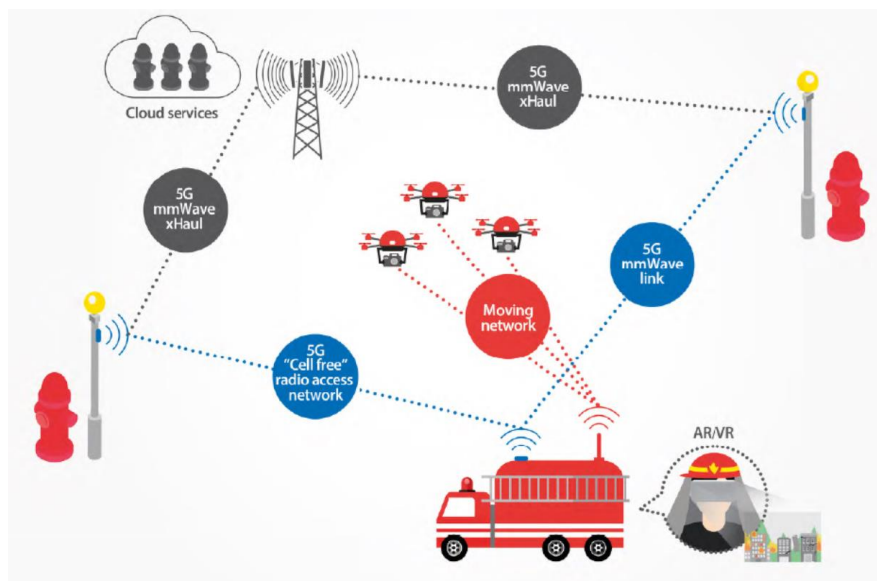 Cloud services
5G
mmWave
xHaul
5G
mmWave
xHaul
5G
mmWave
link
Moving
network
5G
"Cell free"
radio access
network
AR/VR